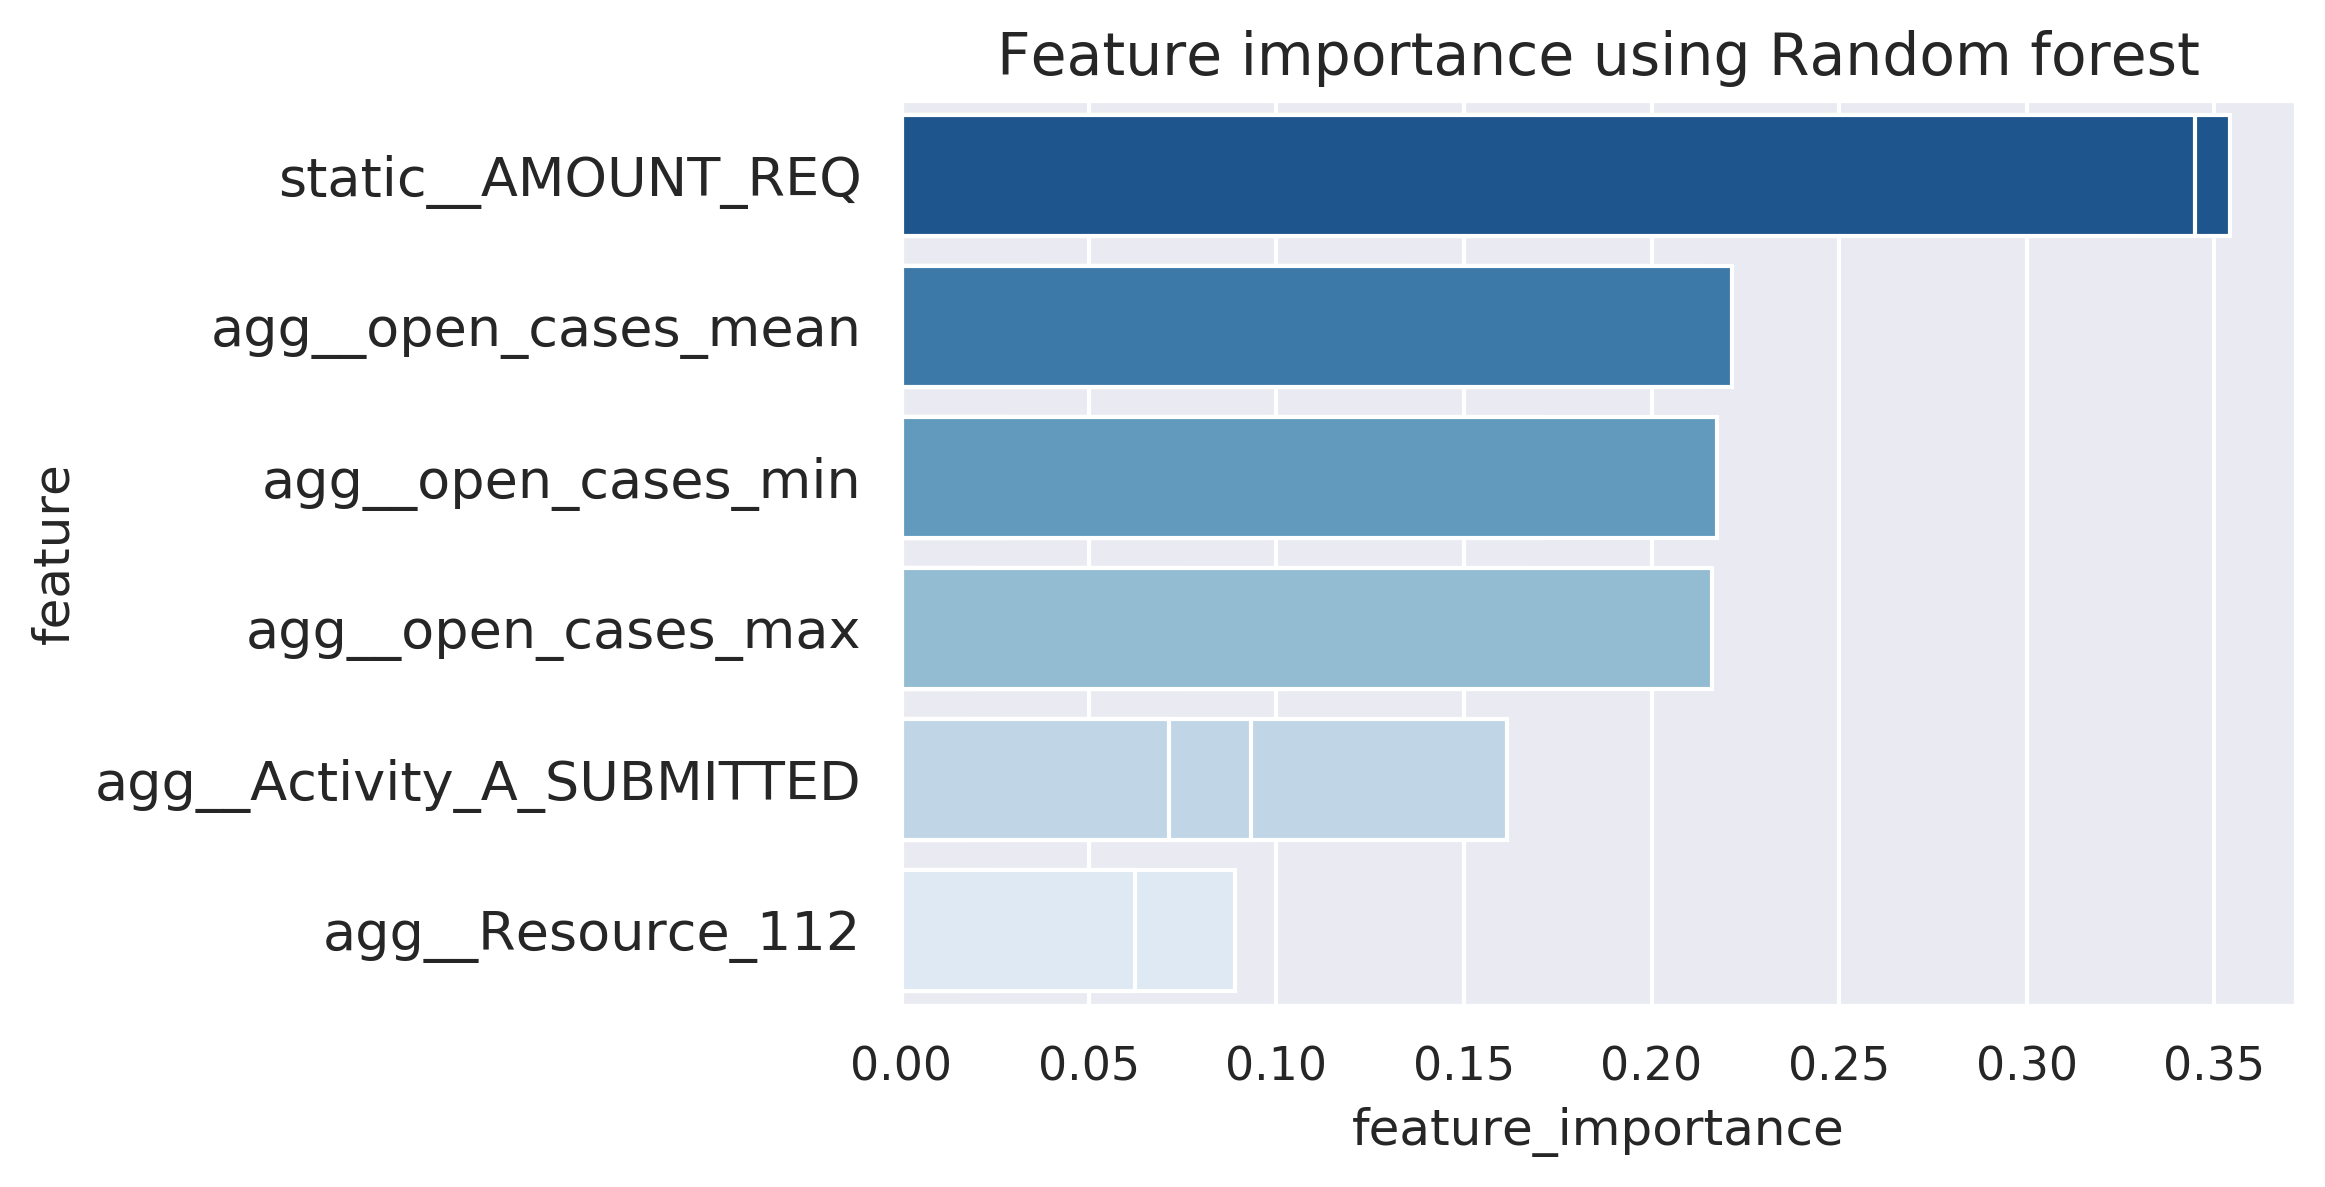 Feature importance using Random forest
feature
static__AMOUNT_REQ
agg__open_cases_mean
agg__open_cases_min
agg__open_cases_max
agg__Activity_A_SUBMITTED
agg__Resource_112
0.00 0.05 0.10 0.15 0.20 0.25 0.30 0.35
feature_importance